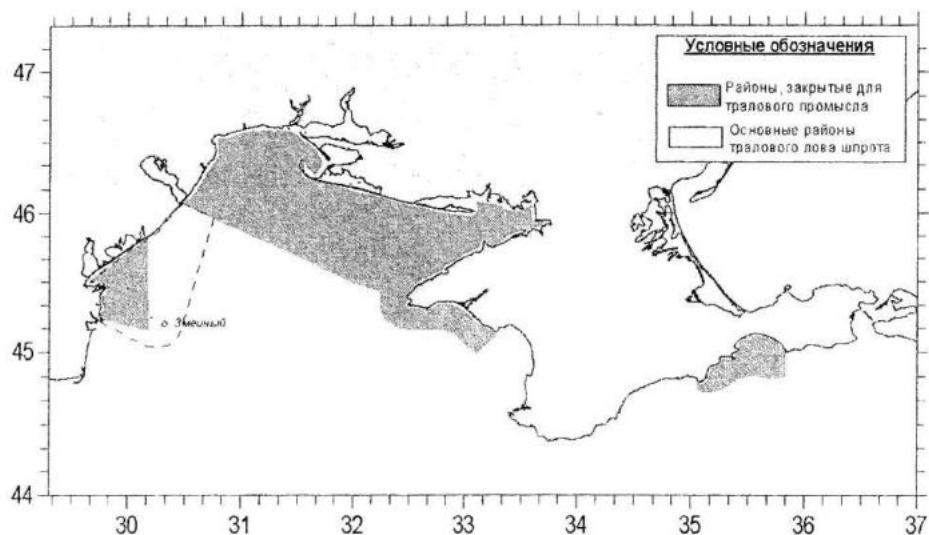 Условные обозначения
Районы, закрытые для
тралового промысла
Основные районы
тралового лова шпрота
47
46
45
44
о Змеиный
30
31
32
33
34
35
36
37